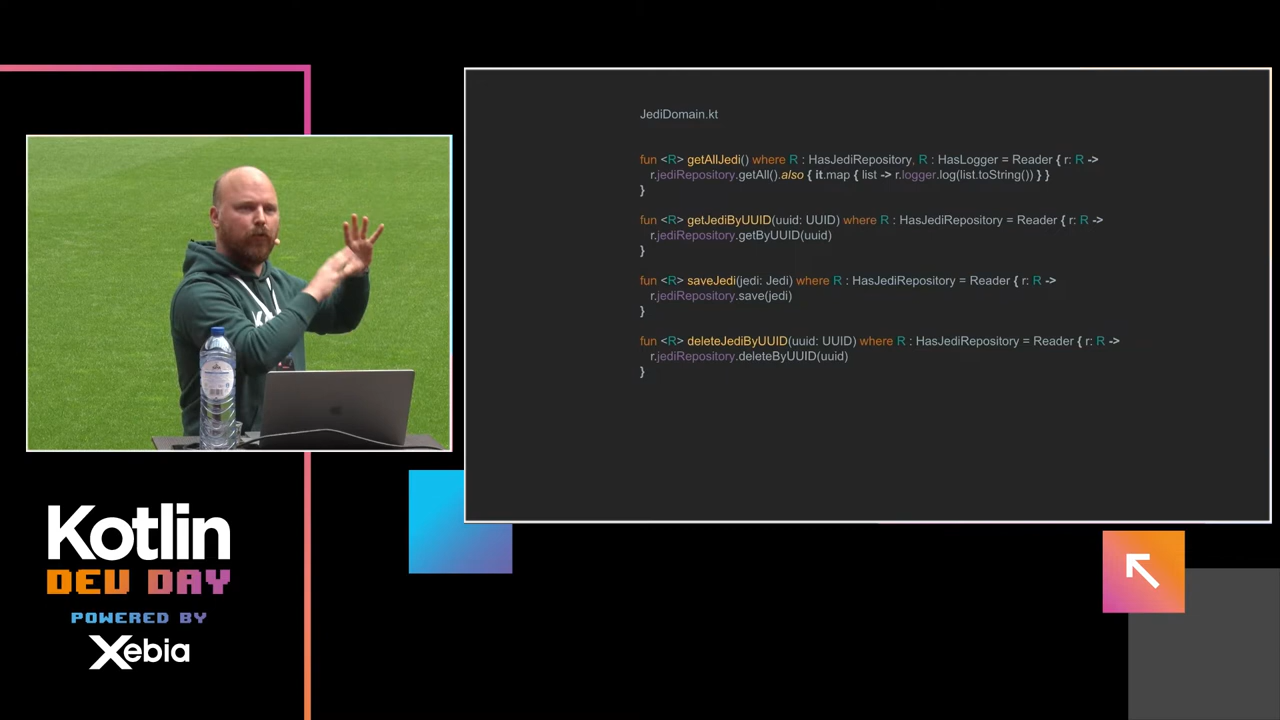 JediDomain.kt
fun <R> getAllJedi() where R : HasJediRepository, R : HasLogger = Reader { r: R ->
r.jediRepository.getAll().also { it.map { list -> r.logger.log(list.toString()) } }
}
fun <R> getJediByUUID(uuid: UUID) where R : HasJediRepository = Reader { r: R ->
r.jediRepository.getByUUID(uuid)
}
fun <R> saveJedi(jedi: Jedi) where R : HasJediRepository = Reader { r: R ->
r.jediRepository.save(jedi)
}
fun <R> deleteJediByUUID(uuid: UUID) where R : HasJediRepository = Reader { r: R ->
r.jediRepository.deleteByUUID(uuid)
}
Kotlin
DEV DAY
POWERED BY
Xebia